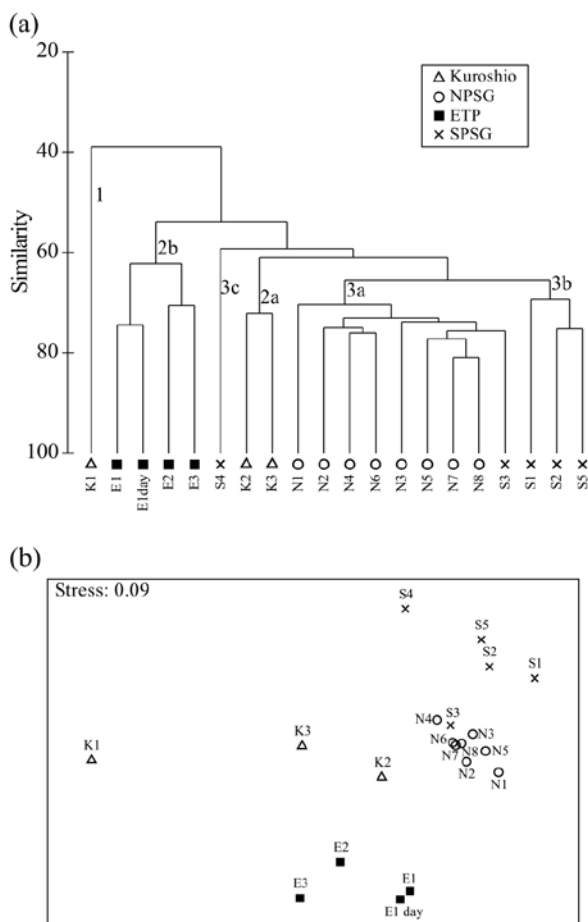 (a)
20
40
60
80
100
Similarity
Kuroshio
NPSG
ETP
SPSG
1
2b
3c
2a
3a
3b
K1
E1
E1day
E2
E3
S4
K2
K3
N1
N2
N4
N6
N3
N5
N7
N8
S3
S1
S2
S5
(b)
Stress: 0.09
S4
S5
S2
S1
S3
N4
N3
K3
N6
N8
N5
K1
N7
K2
N2
N1
E2
E1
E3
E1 day